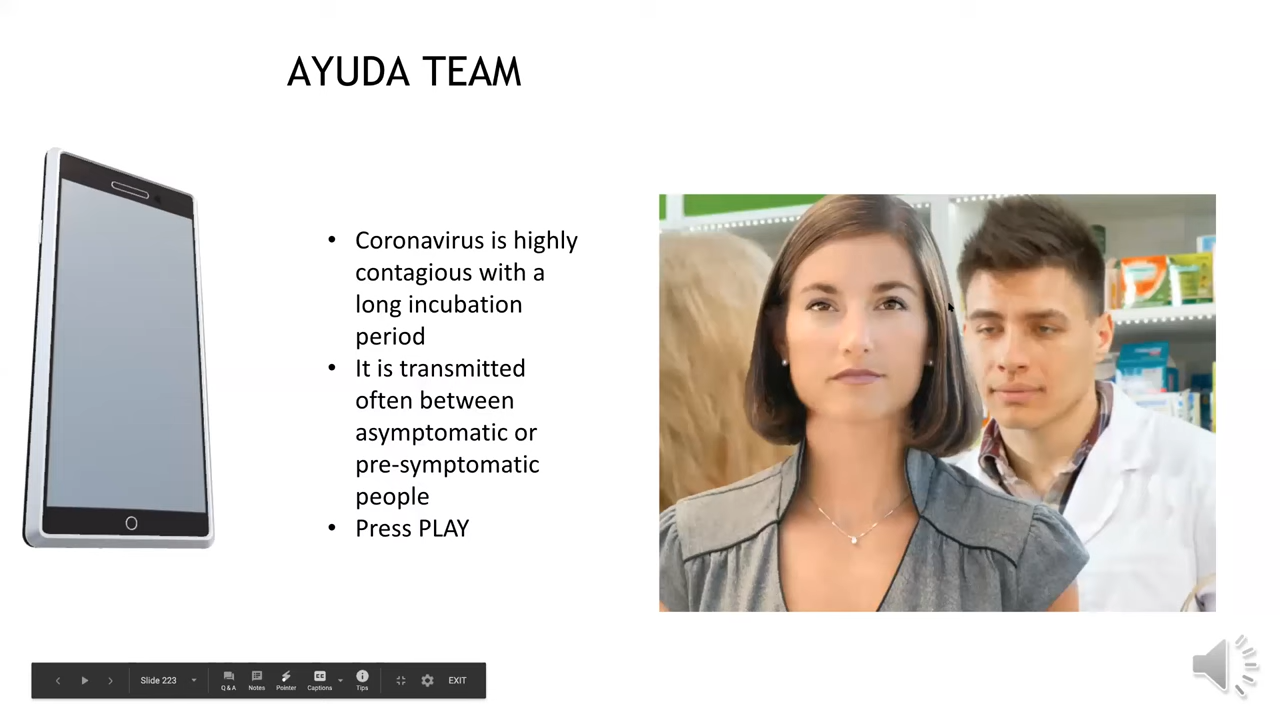 AYUDA TEAM
• Coronavirus is highly
contagious with a
long incubation
period
• It is transmitted
often between
asymptomatic or
pre-symptomatic
people
• Press PLAY
Slide 223
Q & A
Notes
Pointer
Captions
Tips
EXIT